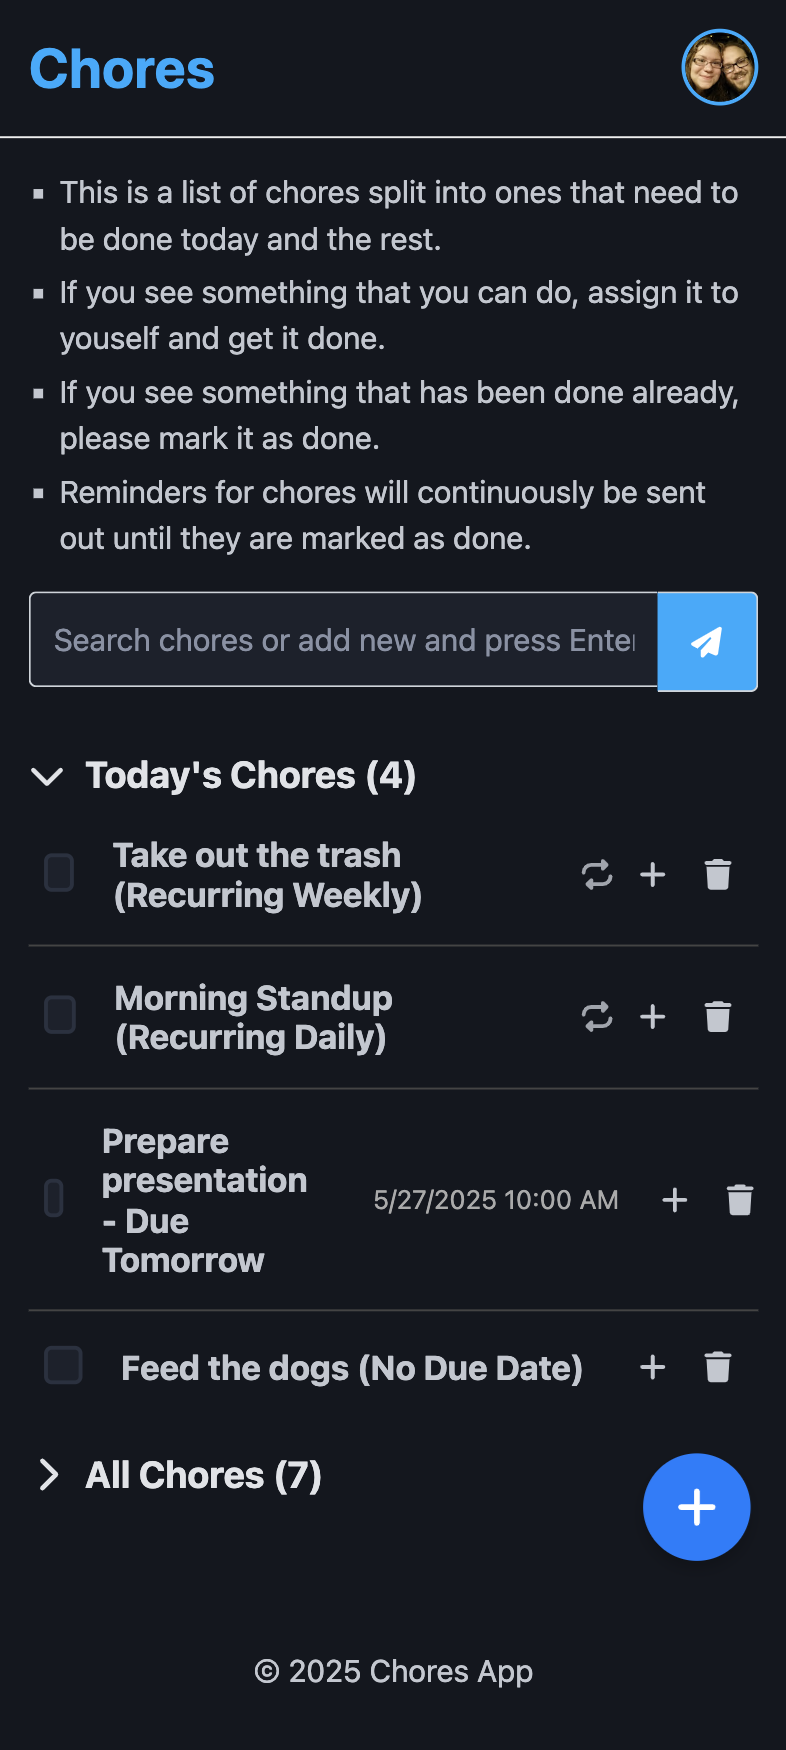 Chores
▪ This is a list of chores split into ones that need to
be done today and the rest.
▪ If you see something that you can do, assign it to
youself and get it done.
▪ If you see something that has been done already,
please mark it as done.
▪ Reminders for chores will continuously be sent
out until they are marked as done.
Search chores or add new and press Enter
Today's Chores (4)
Take out the trash
(Recurring Weekly)
Morning Standup
(Recurring Daily)
Prepare
presentation
- Due
Tomorrow
5/27/2025 10:00 AM
Feed the dogs (No Due Date)
All Chores (7)
© 2025 Chores App